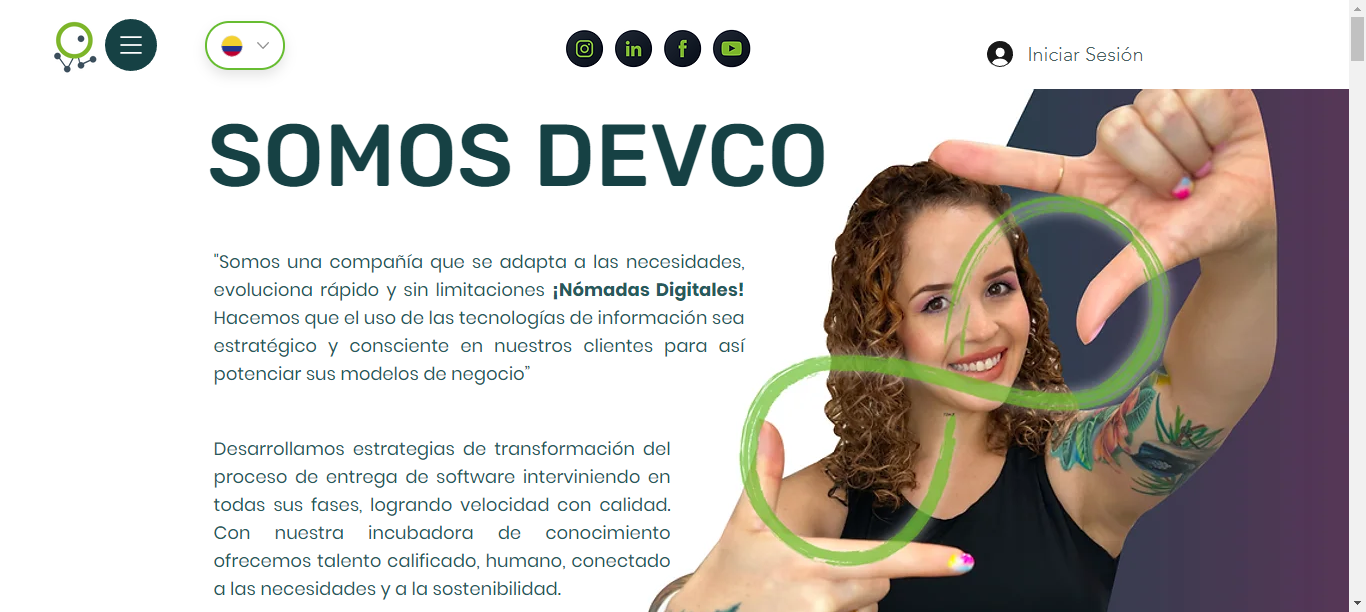 Iniciar Sesión
SOMOS DEVCO
"Somos una compañía que se adapta a las necesidades,
evoluciona rápido y sin limitaciones ¡Nómadas Digitales!
Hacemos que el uso de las tecnologías de información sea
estratégico y consciente en nuestros clientes para así
potenciar sus modelos de negocio”
Desarrollamos estrategias de transformación del
proceso de entrega de software interviniendo en
todas sus fases, logrando velocidad con calidad.
Con nuestra incubadora de conocimiento
ofrecemos talento calificado, humano, conectado
a las necesidades y a la sostenibilidad.